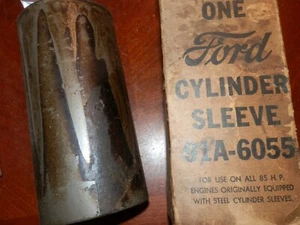 ONE
Ford
CYLINDER
SLEEVE
91A-6055
FOR USE ON ALL 85 H.P.
ENGINES ORIGINALLY EQUIPPED
WITH STEEL CYLINDER SLEEVES.